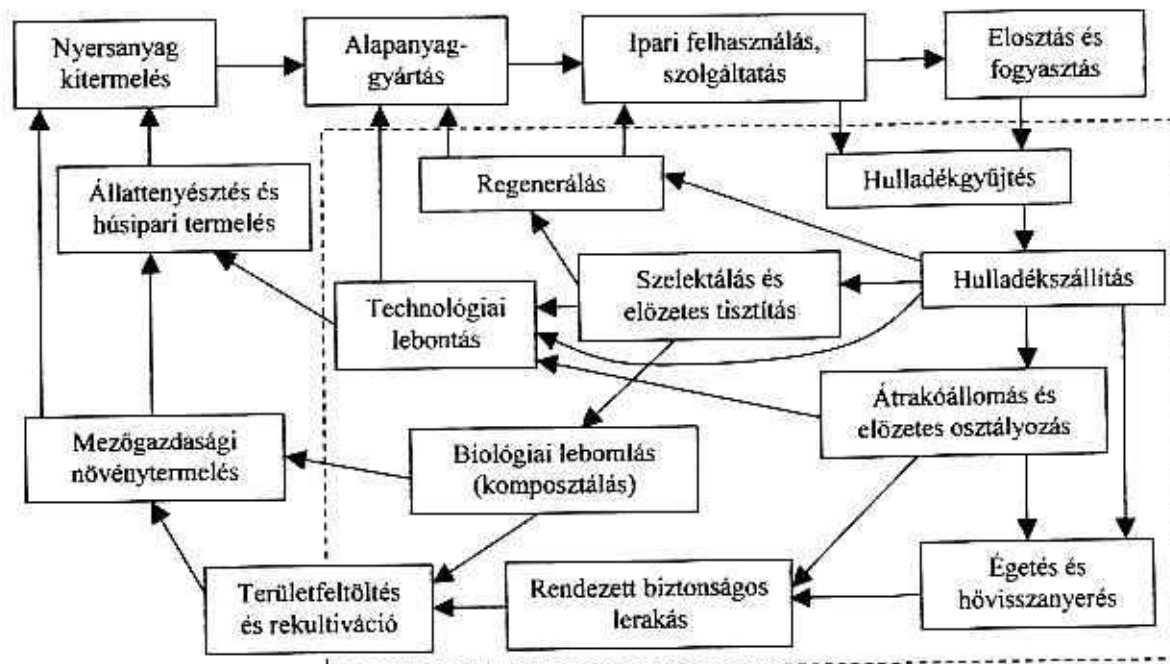 Nyersanyag
kitermelés
Alapanyag-
gyártás
Ipari felhasználás,
szolgáltatás
Elosztás és
fogyasztás
Állattenyésztés és
húsipari termelés
Regenerálás
Hulladékgyűjtés
Technológiai
lebontás
Szelektálás és
előzetes tisztítás
Hulladékszállítás
Mezőgazdasági
növénytermelés
Biológiai lebomlás
(komposztálás)
Átrakóállomás és
előzetes osztályozás
Területfeltöltés
és rekultiváció
Rendezett biztonságos
lerakás
Égetés és
hővisszanyerés